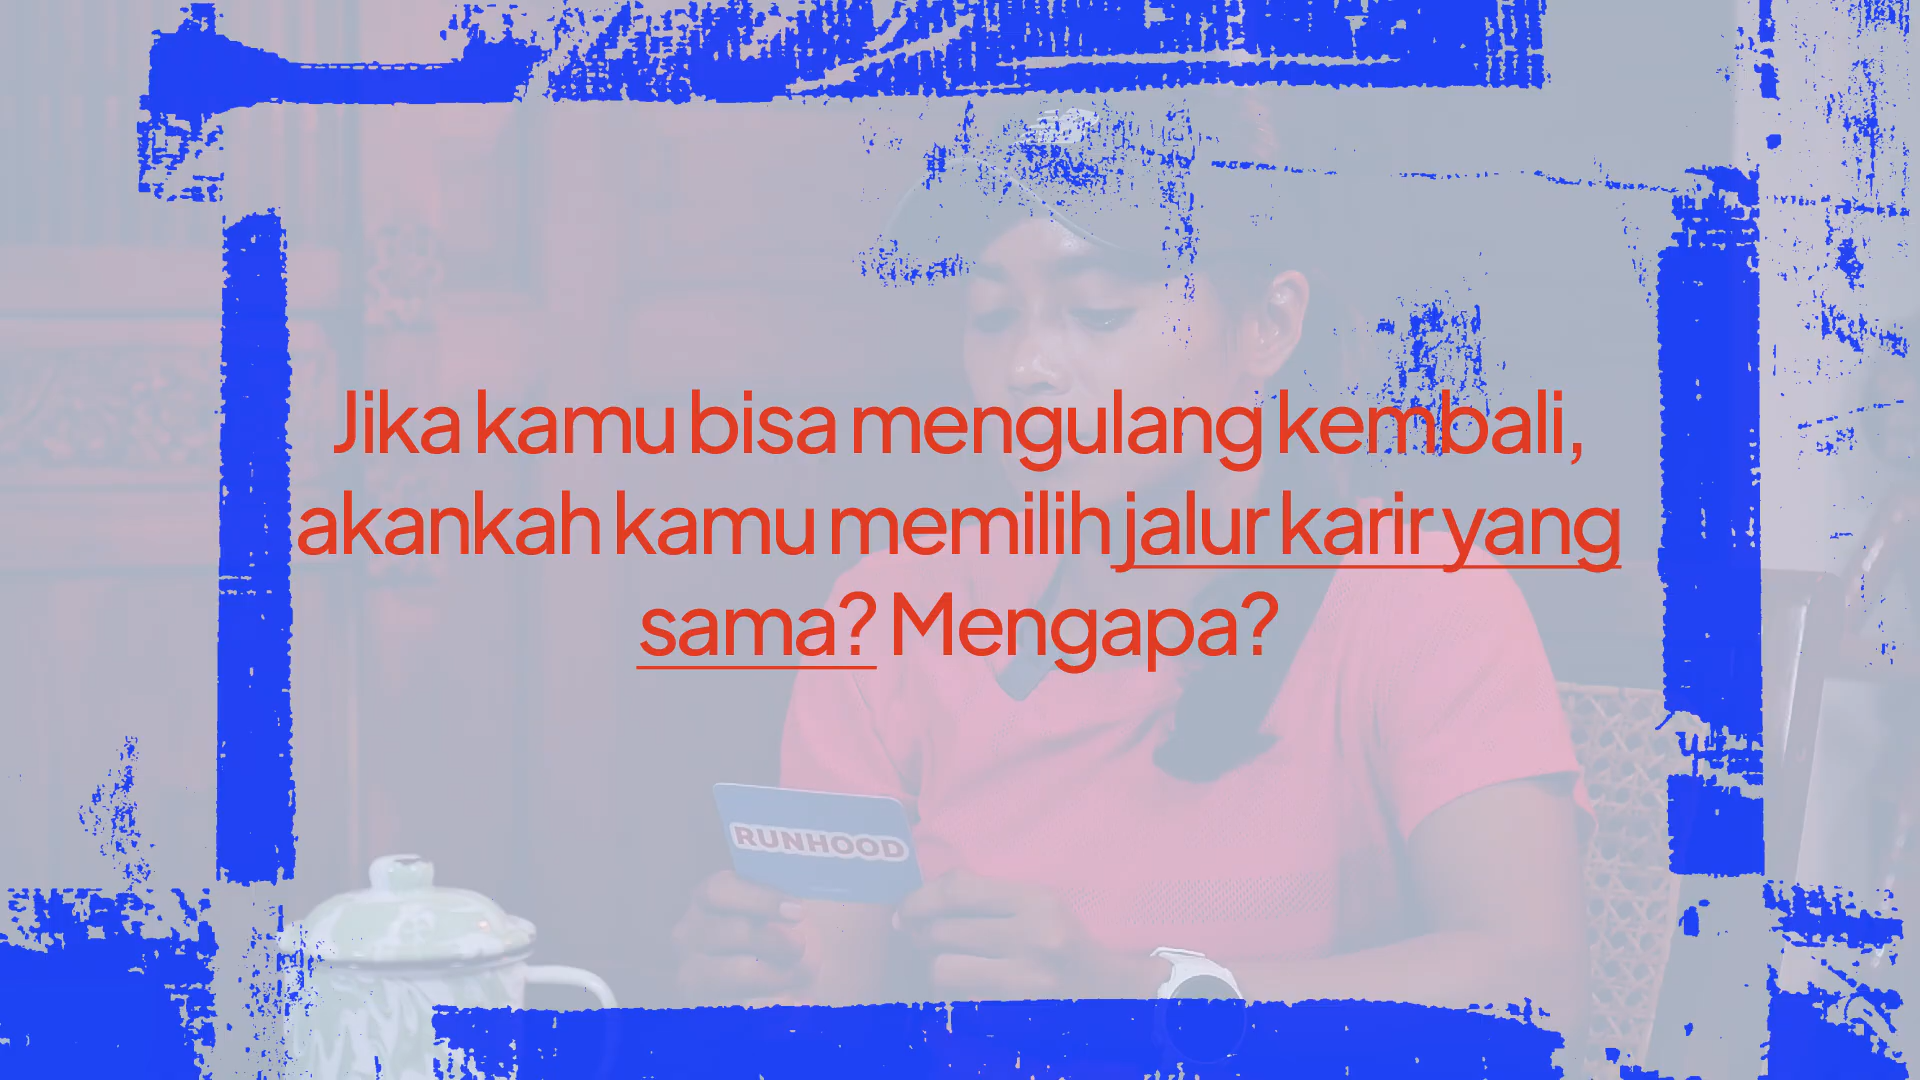 Jika kamu bisa mengulang kembali,
akankah kamu memilih jalur karir yang
sama? Mengapa?
RUNHOOD